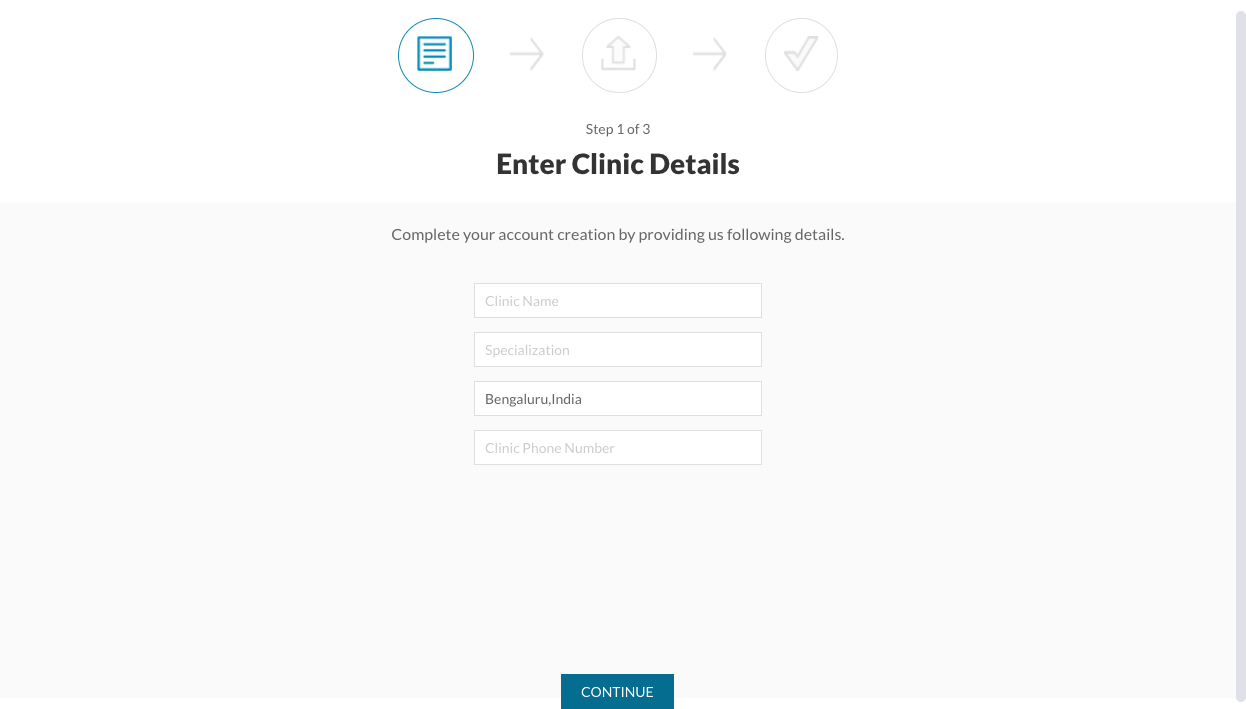 Step 1 of 3
Enter Clinic Details
Complete your account creation by providing us following details.
Clinic Name
Specialization
Bengaluru,India
Clinic Phone Number
CONTINUE